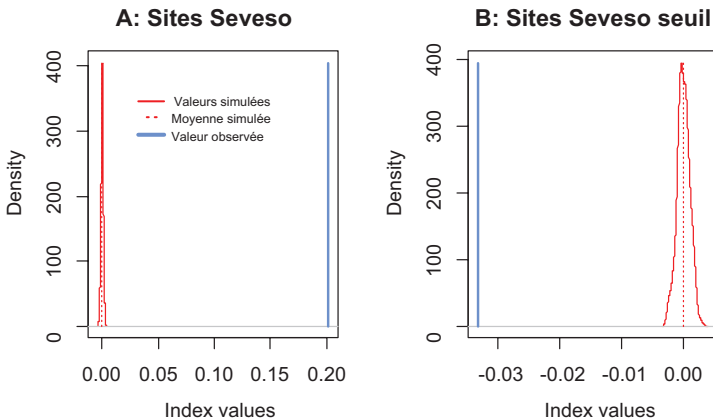 A: Sites Seveso
Density
400
300
200
100
0
Valeurs simulées
Moyenne simulée
Valeur observée
0.00 0.05 0.10 0.15 0.20
Index values
B: Sites Seveso seuil
Density
400
300
200
100
0
-0.03 -0.02 -0.01 0.00
Index values